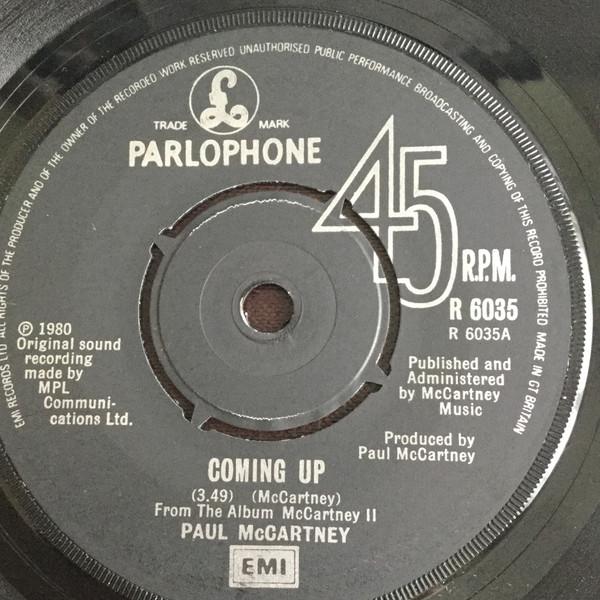 EMI RECORDS LTD ALL RIGHTS OF THE PRODUCER AND OF THE OWNER OF THE RECORDED WORK RESERVED UNAUTHORISED PUBLIC PERFORMANCE BROADCASTING AND COPYING OF THIS RECORD PROHIBITED MADE IN GT BRITAIN
£
TRADE MARK
PARLOPHONE
45
R.P.M.
R 6035
R 6035A
℗ 1980
Original sound
recording
made by
MPL
Communi-
cations Ltd.
Published and
Administered
by McCartney
Music
Produced by
Paul McCartney
COMING UP
(3.49) (McCartney)
From The Album McCartney II
PAUL McCARTNEY
EMI